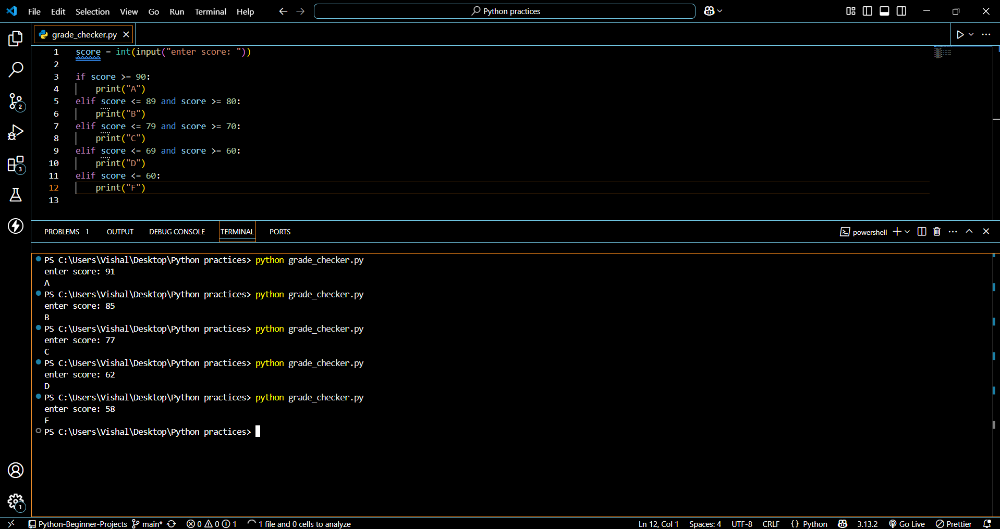 File Edit Selection View Go Run Terminal Help Python practices
grade_checker.py
1 score = int(input("enter score: "))
2
3 if score >= 90:
4     print("A")
5 elif score <= 89 and score >= 80:
6     print("B")
7 elif score <= 79 and score >= 70:
8     print("C")
9 elif score <= 69 and score >= 60:
10     print("D")
11 elif score <= 60:
12     print("F")
13
2
3
PROBLEMS 1 OUTPUT DEBUG CONSOLE TERMINAL PORTS powershell
PS C:\Users\Vishal\Desktop\Python practices> python grade_checker.py
enter score: 91
A
PS C:\Users\Vishal\Desktop\Python practices> python grade_checker.py
enter score: 85
B
PS C:\Users\Vishal\Desktop\Python practices> python grade_checker.py
enter score: 77
C
PS C:\Users\Vishal\Desktop\Python practices> python grade_checker.py
enter score: 62
D
PS C:\Users\Vishal\Desktop\Python practices> python grade_checker.py
enter score: 58
F
PS C:\Users\Vishal\Desktop\Python practices>
1
Python-Beginner-Projects main* 0 0 1 1 file and 0 cells to analyze Ln 12, Col 1 Spaces: 4 UTF-8 CRLF {} Python 3.13.2 Go Live Prettier